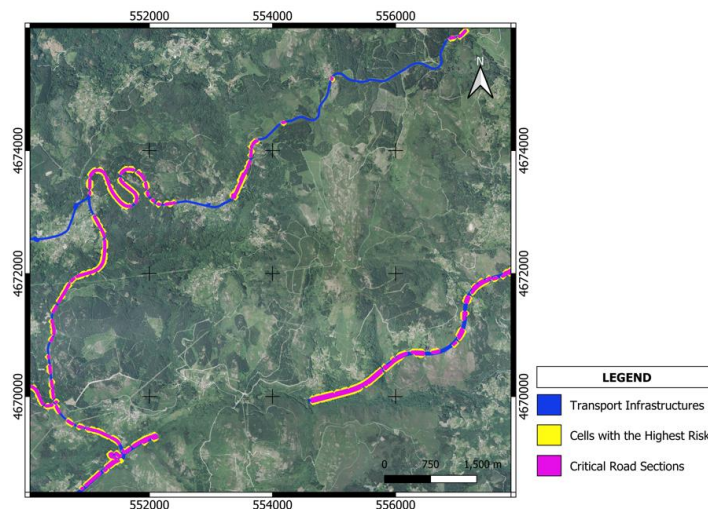 552000 554000 556000
N
4674000 4674000
4672000 4672000
4670000 4670000
0 750 1,500 m
552000 554000 556000
LEGEND
Transport Infrastructures
Cells with the Highest Risk
Critical Road Sections